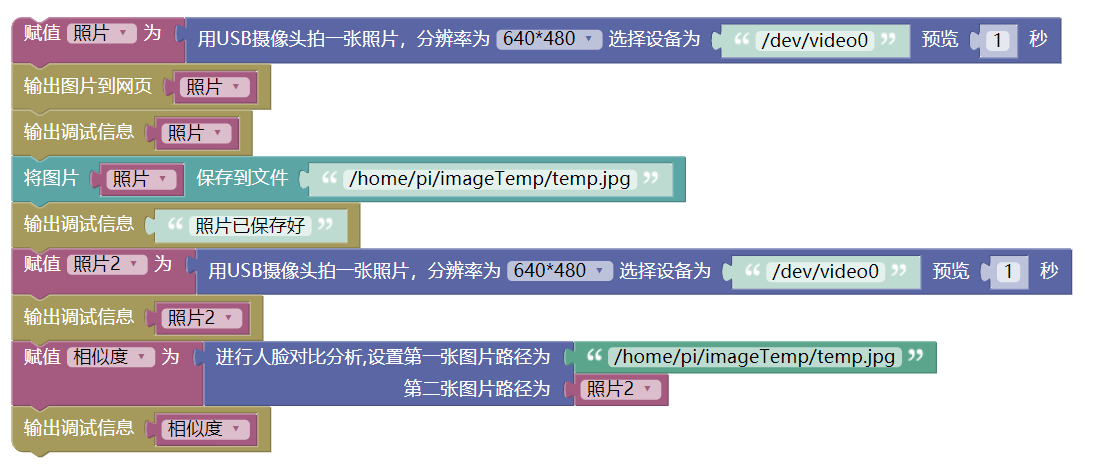 赋值 照片 为 用USB摄像头拍一张照片，分辨率为 640*480 选择设备为 “ /dev/video0 ” 预览 1 秒
输出图片到网页 照片
输出调试信息 照片
将图片 照片 保存到文件 “ /home/pi/imageTemp/temp.jpg ”
输出调试信息 “ 照片已保存好 ”
赋值 照片2 为 用USB摄像头拍一张照片，分辨率为 640*480 选择设备为 “ /dev/video0 ” 预览 1 秒
输出调试信息 照片2
赋值 相似度 为 进行人脸对比分析,设置第一张图片路径为 “ /home/pi/imageTemp/temp.jpg ”
第二张图片路径为 照片2
输出调试信息 相似度